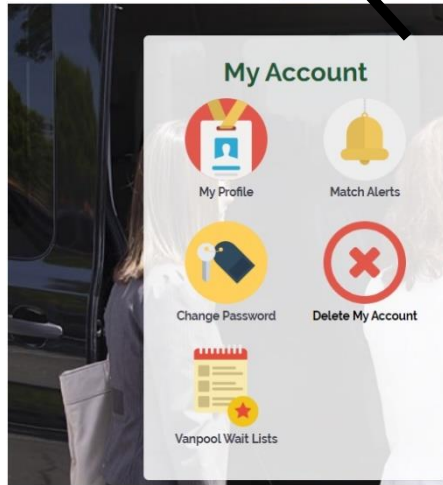 My Account
My Profile
Match Alerts
Change Password
Delete My Account
Vanpool Wait Lists